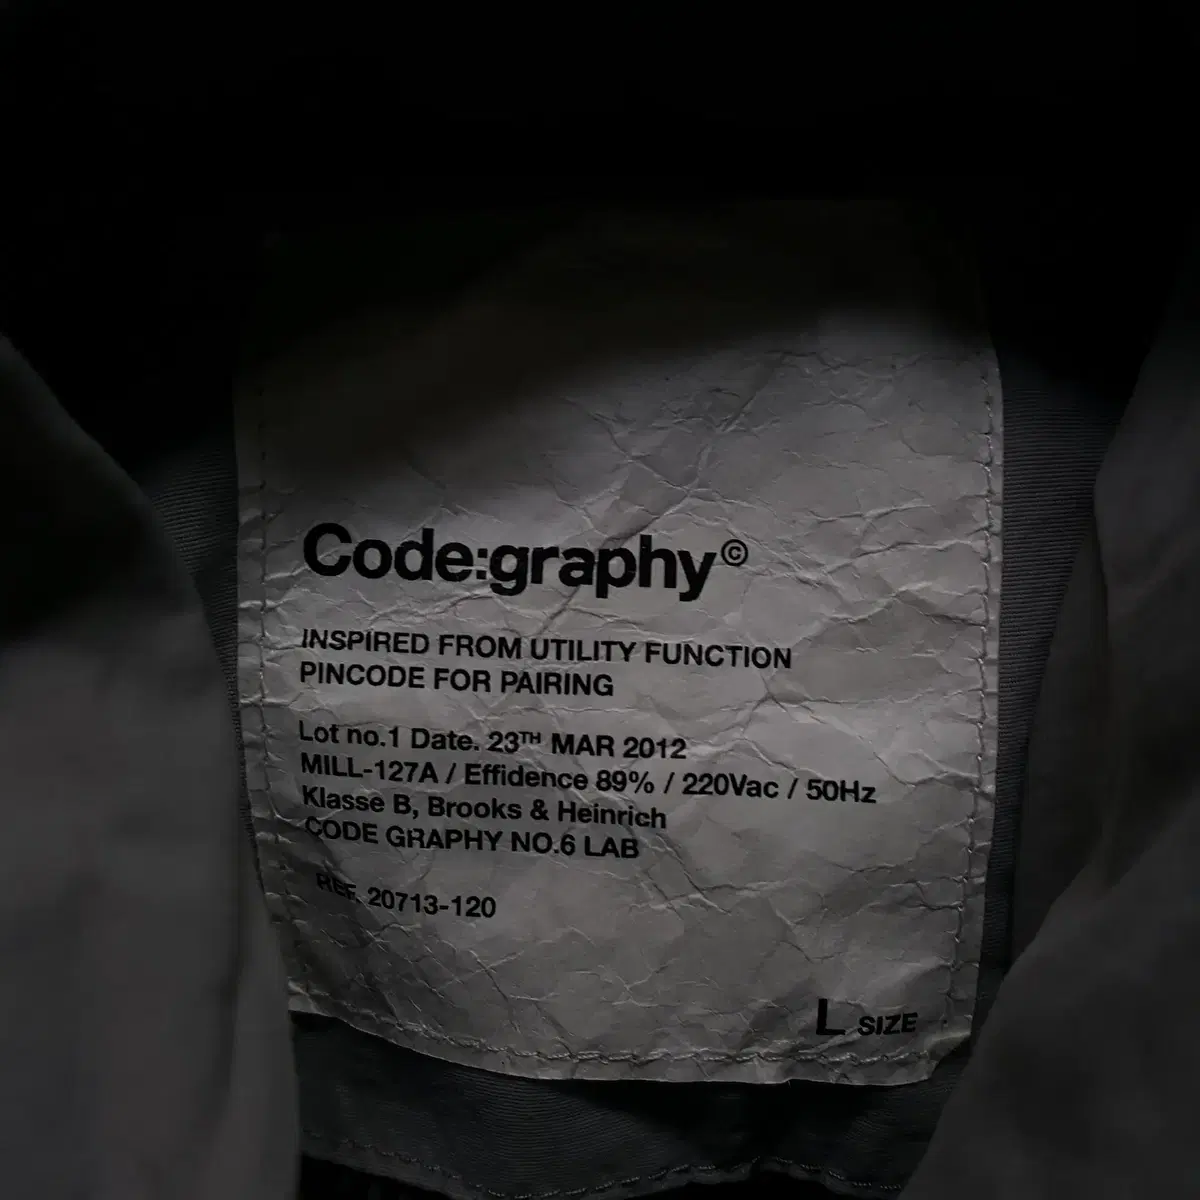 Code:graphy©
INSPIRED FROM UTILITY FUNCTION
PINCODE FOR PAIRING
Lot no.1 Date. 23TH MAR 2012
MILL-127A / Effidence 89% / 220Vac / 50Hz
Klasse B, Brooks & Heinrich
CODE GRAPHY NO.6 LAB
REF. 20713-120
L SIZE